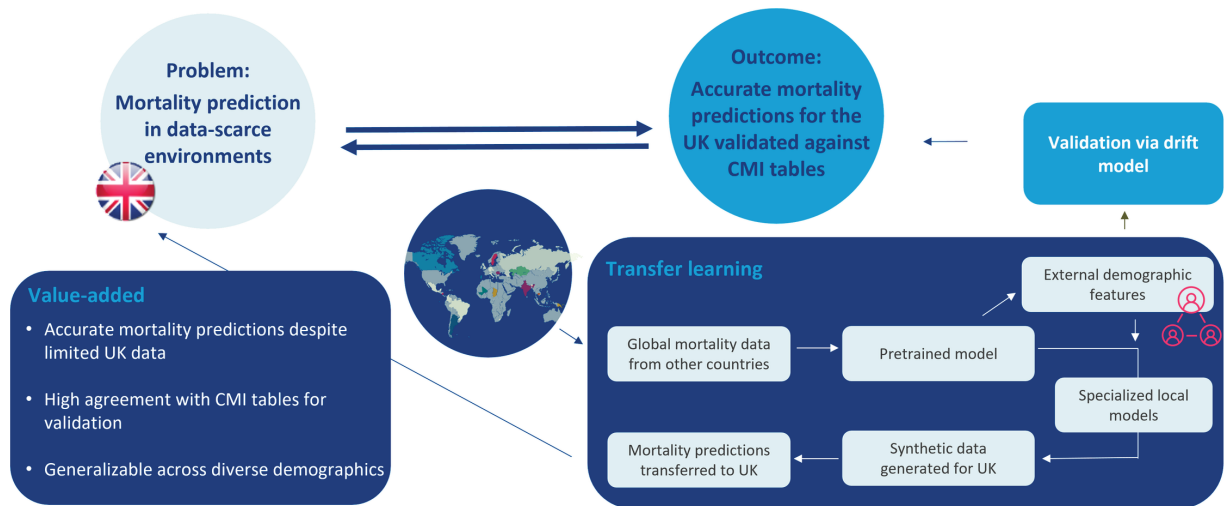 Problem:
Mortality prediction
in data-scarce
environments
Outcome:
Accurate mortality
predictions for the
UK validated against
CMI tables
Validation via drift
model
Value-added
• Accurate mortality predictions despite
limited UK data
• High agreement with CMI tables for
validation
• Generalizable across diverse demographics
Transfer learning
Global mortality data
from other countries
Pretrained model
External demographic
features
Specialized local
models
Synthetic data
generated for UK
Mortality predictions
transferred to UK